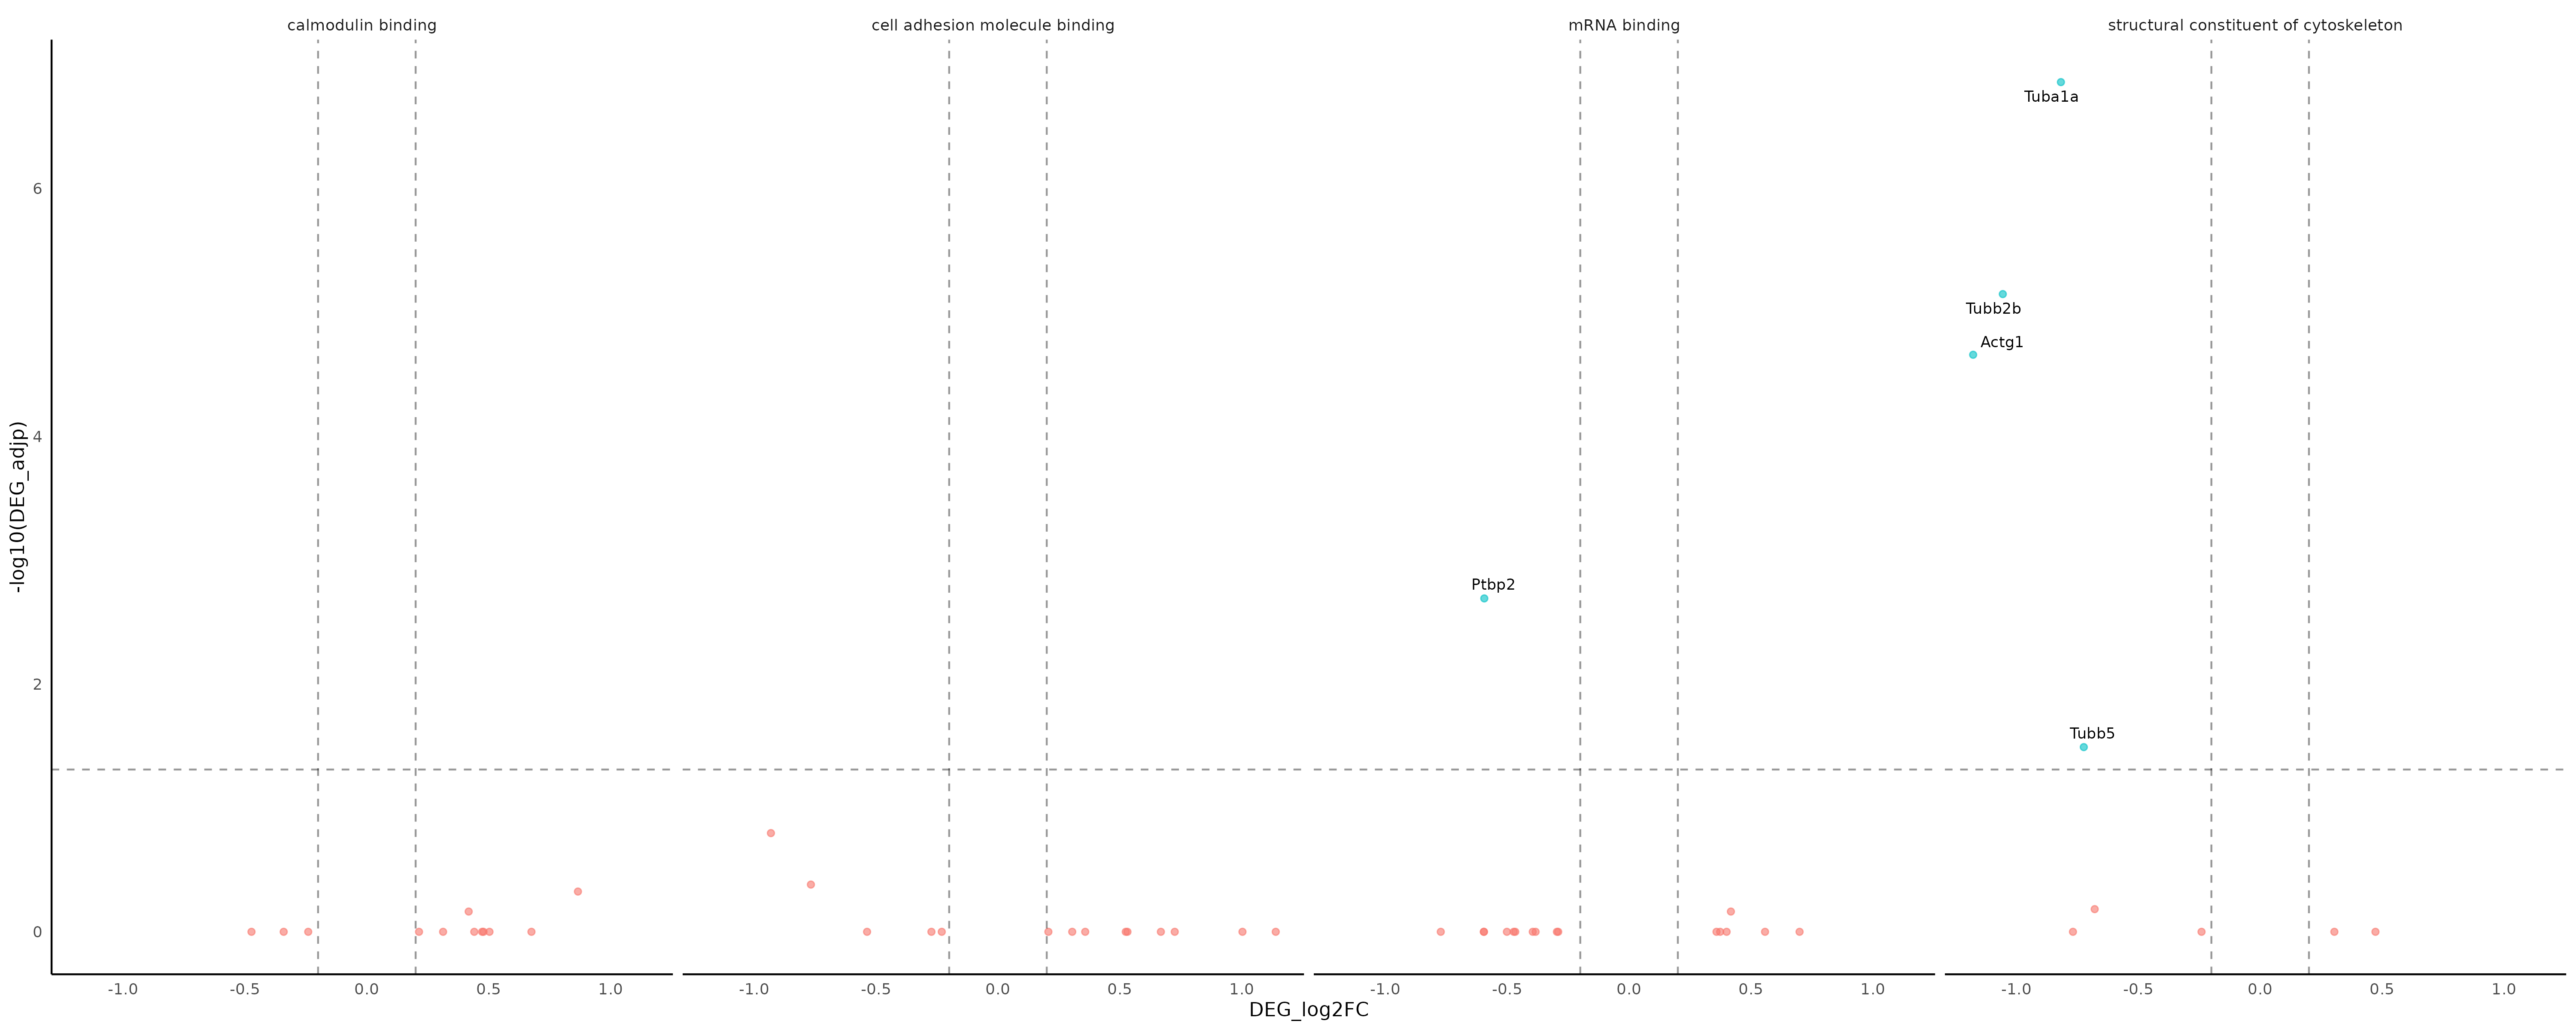 calmodulin binding
cell adhesion molecule binding
mRNA binding
structural constituent of cytoskeleton
Tuba1a
6
Tubb2b
Actg1
-log10(DEG_adjp)
4
Ptbp2
2
Tubb5
0
-1.0 -0.5 0.0 0.5 1.0
-1.0 -0.5 0.0 0.5 1.0
-1.0 -0.5 0.0 0.5 1.0
-1.0 -0.5 0.0 0.5 1.0
DEG_log2FC